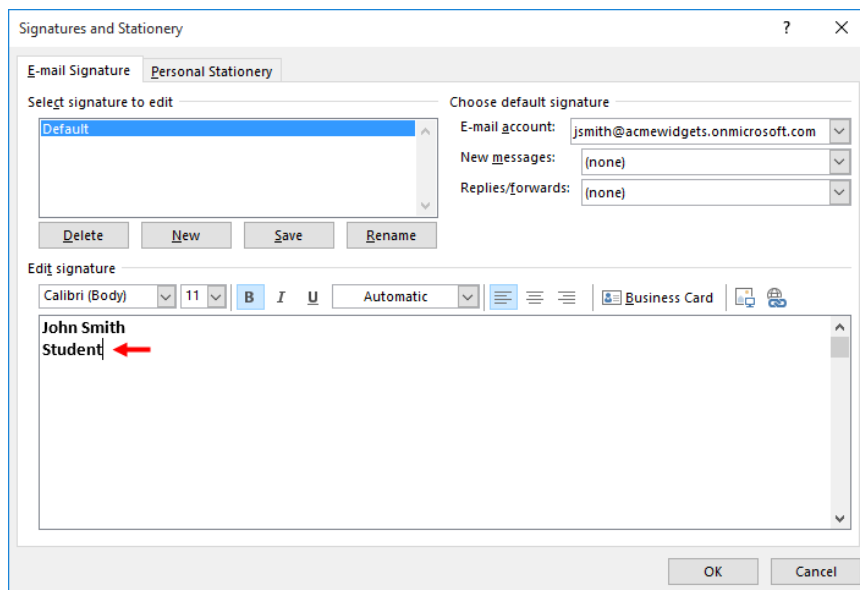 Signatures and Stationery
E-mail Signature
Personal Stationery
Select signature to edit
Default
Delete
New
Save
Rename
Choose default signature
E-mail account: jsmith@acmewidgets.onmicrosoft.com
New messages: (none)
Replies/forwards: (none)
Edit signature
Calibri (Body) 11 B I U Automatic Business Card
John Smith
Student
OK
Cancel